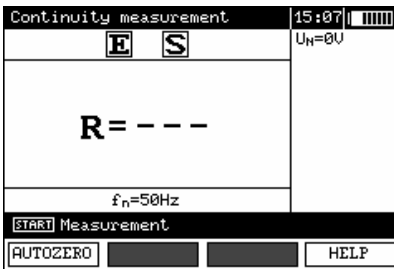 Continuity measurement 15:07
E S
U_N=0V
R=---
f_n=50Hz
START Measurement
AUTOZERO HELP